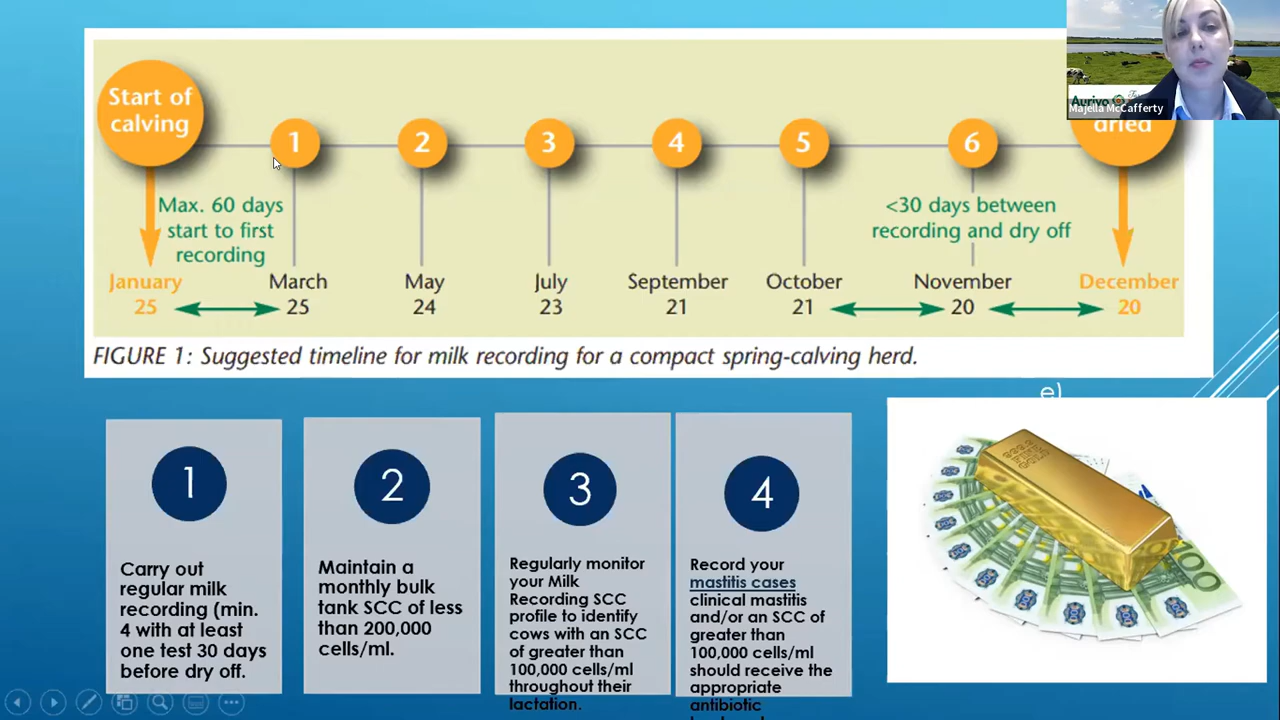 Start of
calving
1
2
3
4
5
6
dried
Aurivo
Majella McCafferty
Max. 60 days
start to first
recording
<30 days between
recording and dry off
January
25
March
25
May
24
July
23
September
21
October
21
November
20
December
20
FIGURE 1: Suggested timeline for milk recording for a compact spring-calving herd.
e)
1
Carry out
regular milk
recording (min.
4 with at least
one test 30 days
before dry off.
2
Maintain a
monthly bulk
tank SCC of less
than 200,000
cells/ml.
3
Regularly monitor
your Milk
Recording SCC
profile to identify
cows with an SCC
of greater than
100,000 cells/ml
throughout their
lactation.
4
Record your
mastitis cases
clinical mastitis
and/or an SCC of
greater than
100,000 cells/ml
should receive the
appropriate
antibiotic
100